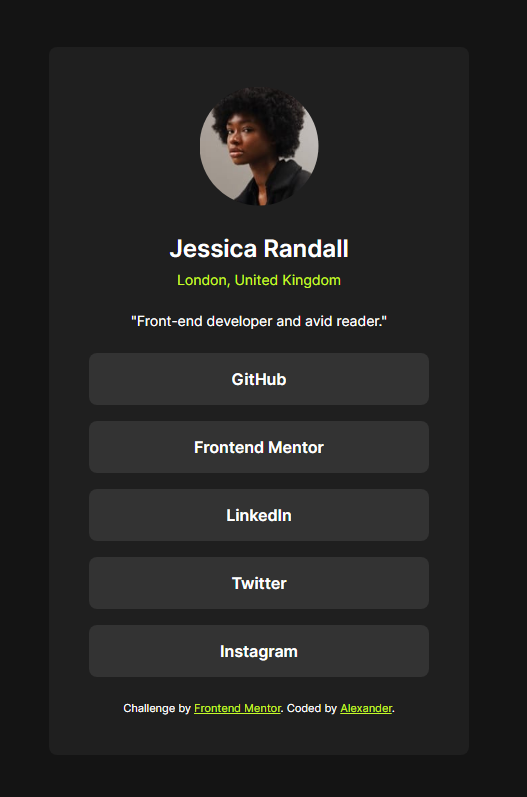 Jessica Randall
London, United Kingdom
"Front-end developer and avid reader."
GitHub
Frontend Mentor
LinkedIn
Twitter
Instagram
Challenge by Frontend Mentor. Coded by Alexander.